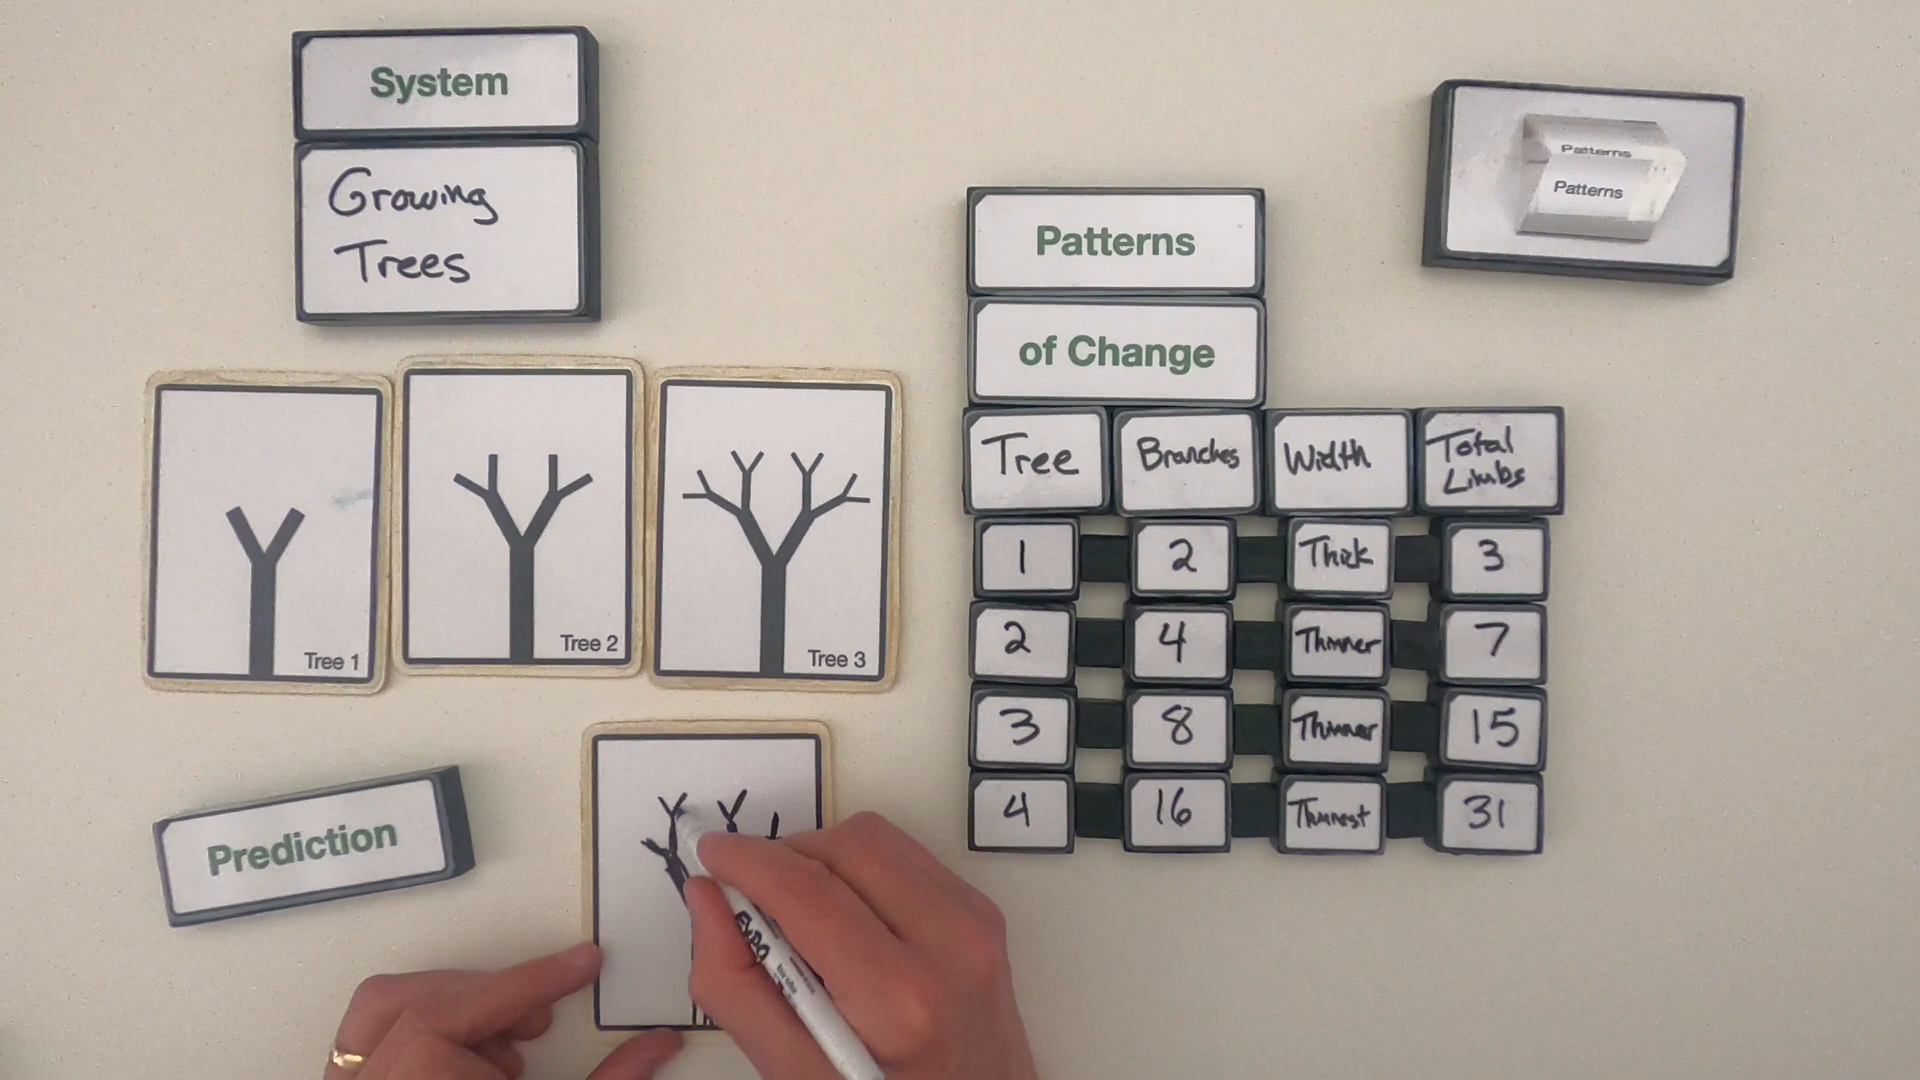 System
Growing
Trees
Patterns
Patterns
Patterns
of Change
Tree
Branches
Width
Total
Limbs
1
2
Thick
3
2
4
Thinner
7
3
8
Thinner
15
4
16
Thinnest
31
Tree 1
Tree 2
Tree 3
Prediction
EXPO